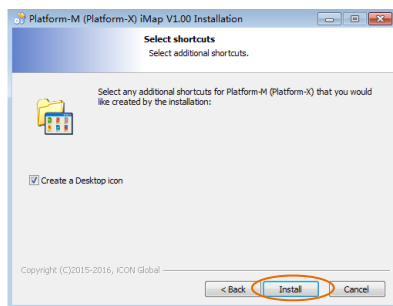 Platform-M (Platform-X) iMap V1.00 Installation
Select shortcuts
Select additional shortcuts.
Select any additional shortcuts for Platform-M (Platform-X) that you would
like created by the installation:
Create a Desktop icon
Copyright (C)2015-2016, iCON Global
< Back
Install
Cancel